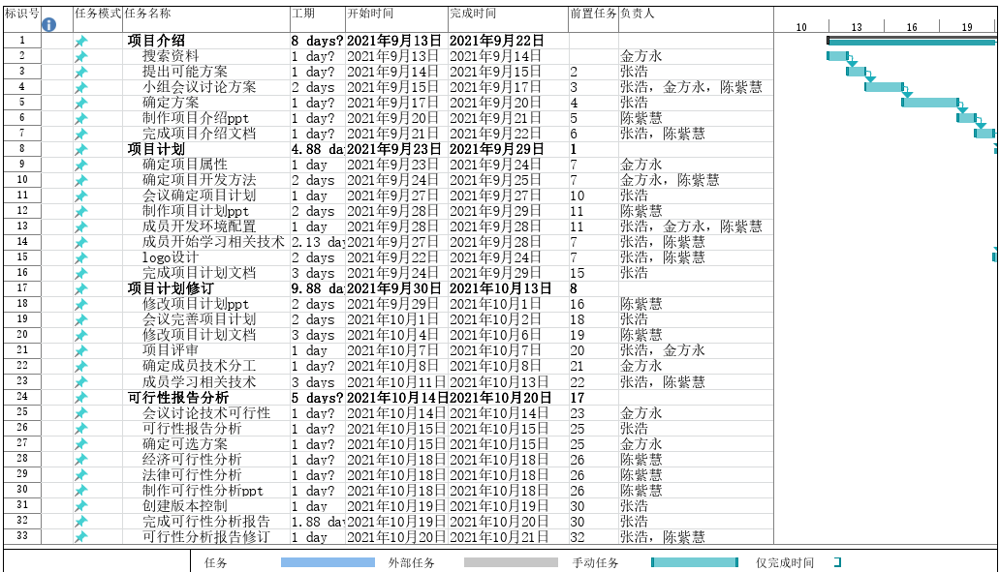 标识号 任务模式 任务名称 工期 开始时间 完成时间 前置任务 负责人 10 13 16 19
1 项目介绍 8 days? 2021年9月13日 2021年9月22日
2 搜索资料 1 day? 2021年9月13日 2021年9月14日 金方永
3 提出可能方案 1 day? 2021年9月14日 2021年9月15日 2 张浩
4 小组会议讨论方案 2 days 2021年9月15日 2021年9月17日 3 张浩, 金方永, 陈紫慧
5 确定方案 1 day? 2021年9月17日 2021年9月20日 4 张浩
6 制作项目介绍ppt 1 day? 2021年9月20日 2021年9月21日 5 陈紫慧
7 完成项目介绍文档 1 day? 2021年9月21日 2021年9月22日 6 张浩, 陈紫慧
8 项目计划 4.88 da 2021年9月23日 2021年9月29日 1
9 确定项目属性 1 day 2021年9月23日 2021年9月24日 7 金方永
10 确定项目开发方法 2 days 2021年9月24日 2021年9月25日 7 金方永, 陈紫慧
11 会议确定项目计划 1 day 2021年9月27日 2021年9月27日 10 张浩
12 制作项目计划ppt 2 days 2021年9月28日 2021年9月29日 11 陈紫慧
13 成员开发环境配置 1 day 2021年9月28日 2021年9月28日 11 张浩, 金方永, 陈紫慧
14 成员开始学习相关技术 2.13 da 2021年9月27日 2021年9月28日 7 张浩, 陈紫慧
15 logo设计 2 days 2021年9月22日 2021年9月24日 7 张浩, 陈紫慧
16 完成项目计划文档 3 days 2021年9月24日 2021年9月29日 15 张浩
17 项目计划修订 9.88 da 2021年9月30日 2021年10月13日 8
18 修改项目计划ppt 2 days 2021年9月29日 2021年10月1日 16 陈紫慧
19 会议完善项目计划 2 days 2021年10月1日 2021年10月2日 18 张浩
20 修改项目计划文档 3 days 2021年10月4日 2021年10月6日 19 陈紫慧
21 项目评审 1 day 2021年10月7日 2021年10月7日 20 张浩, 金方永
22 确定成员技术分工 1 day? 2021年10月8日 2021年10月8日 21 金方永
23 成员学习相关技术 3 days 2021年10月11日 2021年10月13日 22 张浩, 陈紫慧
24 可行性报告分析 5 days? 2021年10月14日 2021年10月20日 17
25 会议讨论技术可行性 1 day? 2021年10月14日 2021年10月14日 23 金方永
26 可行性报告分析 1 day? 2021年10月15日 2021年10月15日 25 张浩
27 确定可选方案 1 day? 2021年10月15日 2021年10月15日 25 金方永
28 经济可行性分析 1 day? 2021年10月18日 2021年10月18日 26 陈紫慧
29 法律可行性分析 1 day? 2021年10月18日 2021年10月18日 26 陈紫慧
30 制作可行性分析ppt 1 day? 2021年10月18日 2021年10月18日 26 陈紫慧
31 创建版本控制 1 day 2021年10月19日 2021年10月19日 30 张浩
32 完成可行性分析报告 1.88 da 2021年10月19日 2021年10月20日 30 张浩
33 可行性分析报告修订 1 day 2021年10月20日 2021年10月21日 32 张浩, 陈紫慧
任务 外部任务 手动任务 仅完成时间